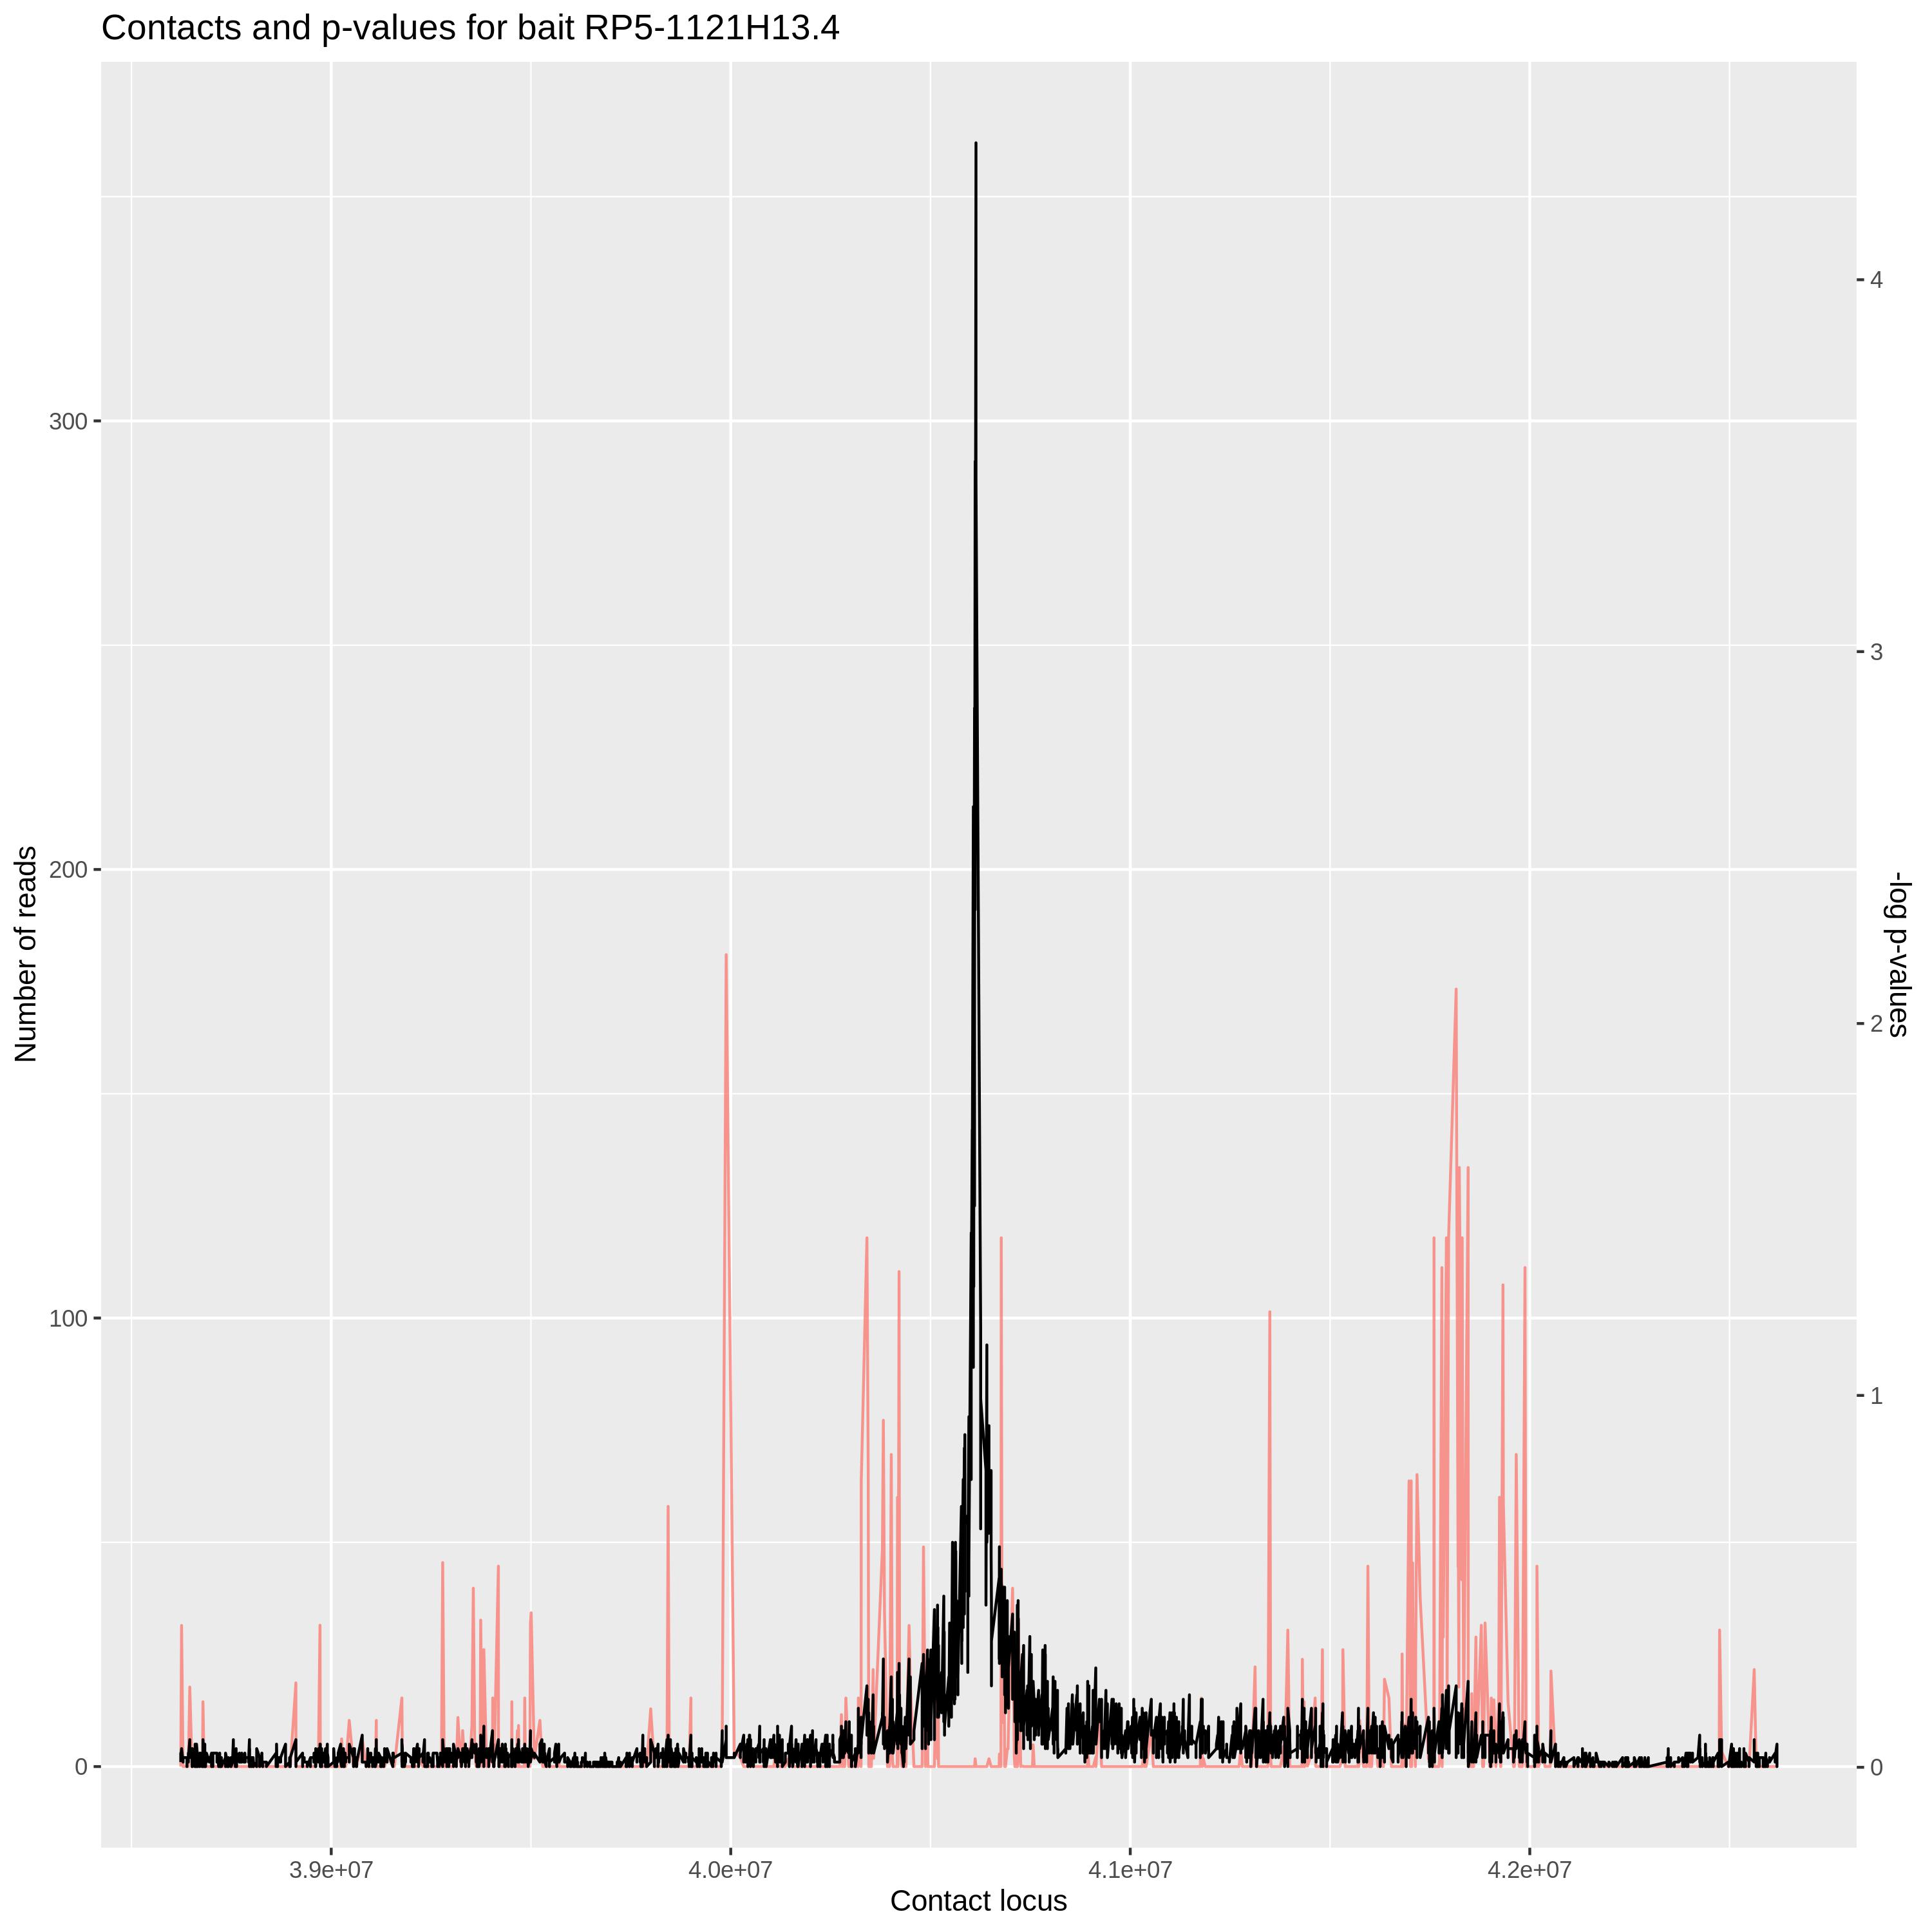 Contacts and p-values for bait RP5-1121H13.4
Number of reads
300
200
100
0
4
3
2
1
0
-log p-values
3.9e+07
4.0e+07
4.1e+07
4.2e+07
Contact locus